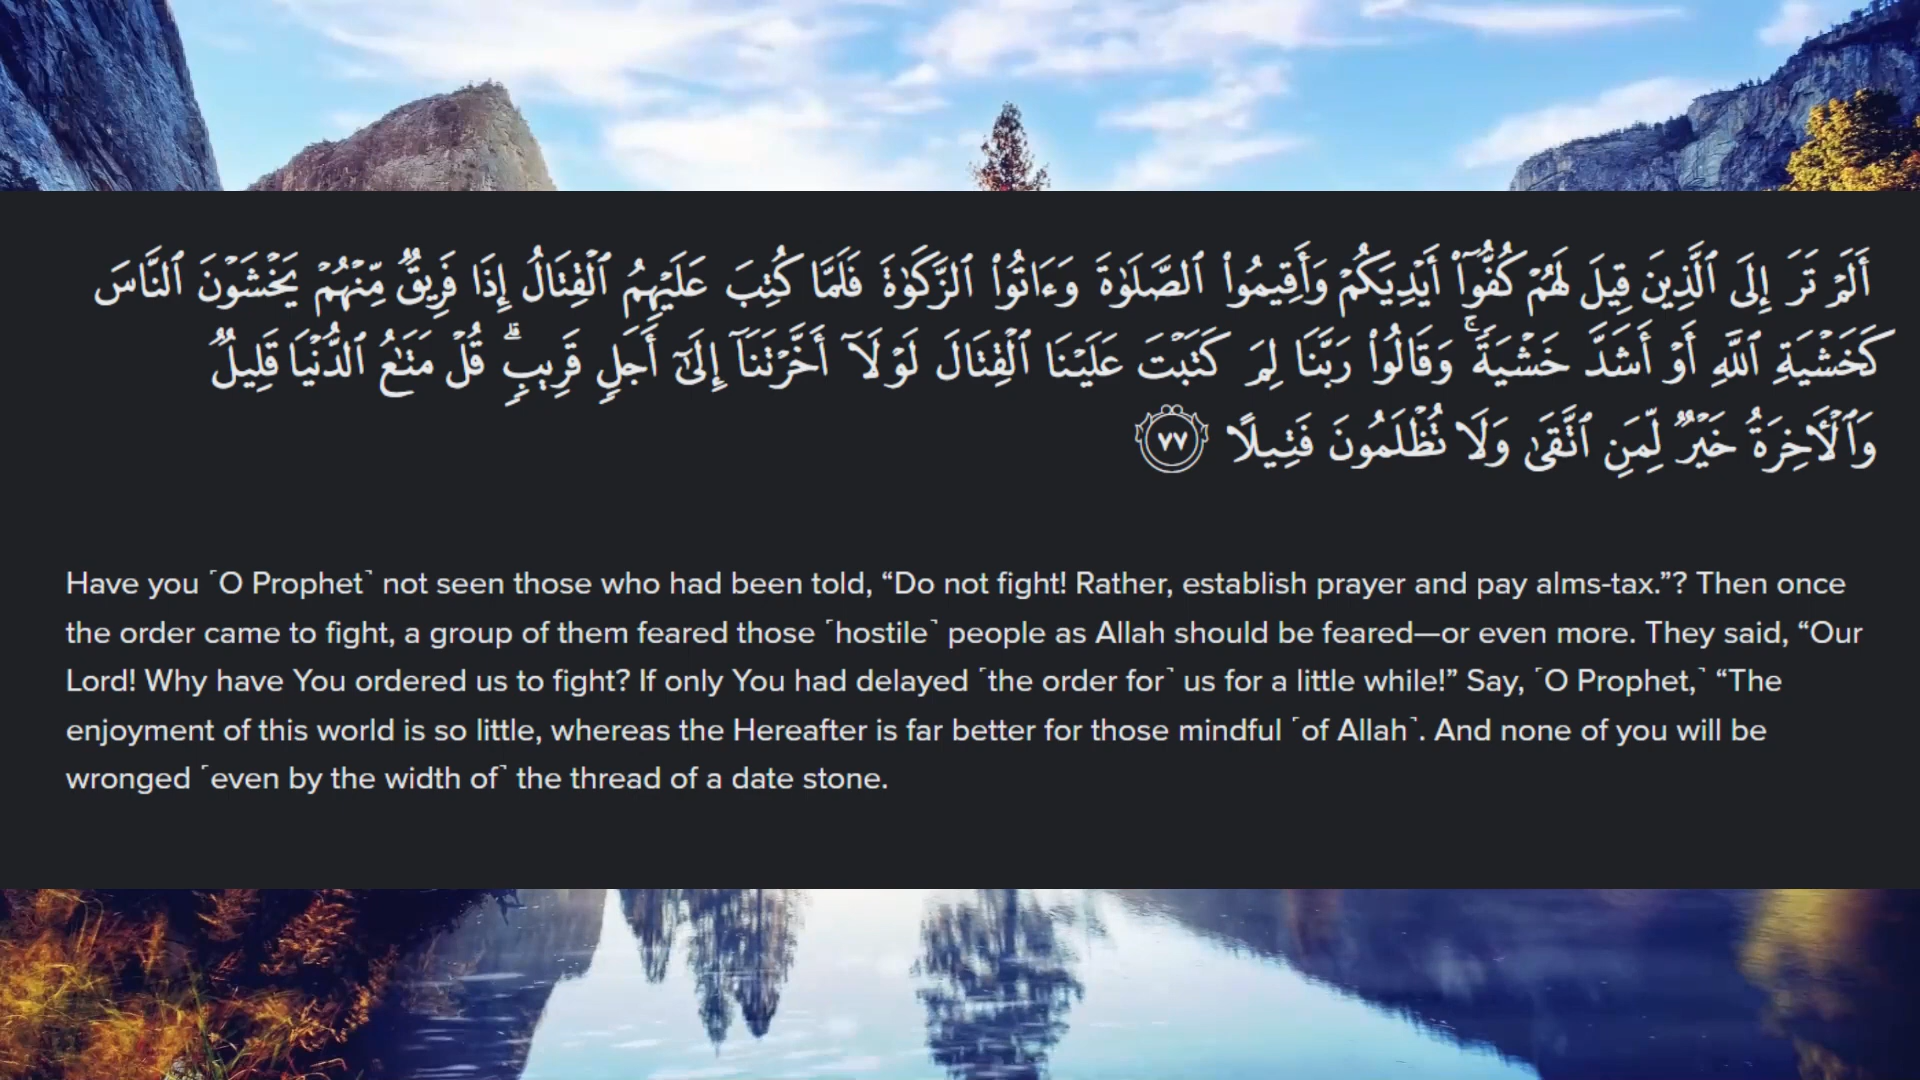 أَلَمْ تَرَ إِلَى ٱلَّذِينَ قِيلَ لَهُمْ كُفُّوٓا۟ أَيْدِيَكُمْ وَأَقِيمُوا۟ ٱلصَّلَوٰةَ وَءَاتُوا۟ ٱلزَّكَوٰةَ فَلَمَّا كُتِبَ عَلَيْهِمُ ٱلْقِتَالُ إِذَا فَرِيقٌ مِّنْهُمْ يَخْشَوْنَ ٱلنَّاسَ
كَخَشْيَةِ ٱللَّهِ أَوْ أَشَدَّ خَشْيَةً ۚ وَقَالُوا۟ رَبَّنَا لِمَ كَتَبْتَ عَلَيْنَا ٱلْقِتَالَ لَوْلَآ أَخَّرْتَنَآ إِلَىٰٓ أَجَلٍ قَرِيبٍ ۗ قُلْ مَتَـٰعُ ٱلدُّنْيَا قَلِيلٌ
وَٱلْـَٔاخِرَةُ خَيْرٌ لِّمَنِ ٱتَّقَىٰ وَلَا تُظْلَمُونَ فَتِيلًا ٧٧
Have you ˹O Prophet˺ not seen those who had been told, “Do not fight! Rather, establish prayer and pay alms-tax.”? Then once
the order came to fight, a group of them feared those ˹hostile˺ people as Allah should be feared—or even more. They said, “Our
Lord! Why have You ordered us to fight? If only You had delayed ˹the order for˺ us for a little while!” Say, ˹O Prophet,˺ “The
enjoyment of this world is so little, whereas the Hereafter is far better for those mindful ˹of Allah˺. And none of you will be
wronged ˹even by the width of˺ the thread of a date stone.